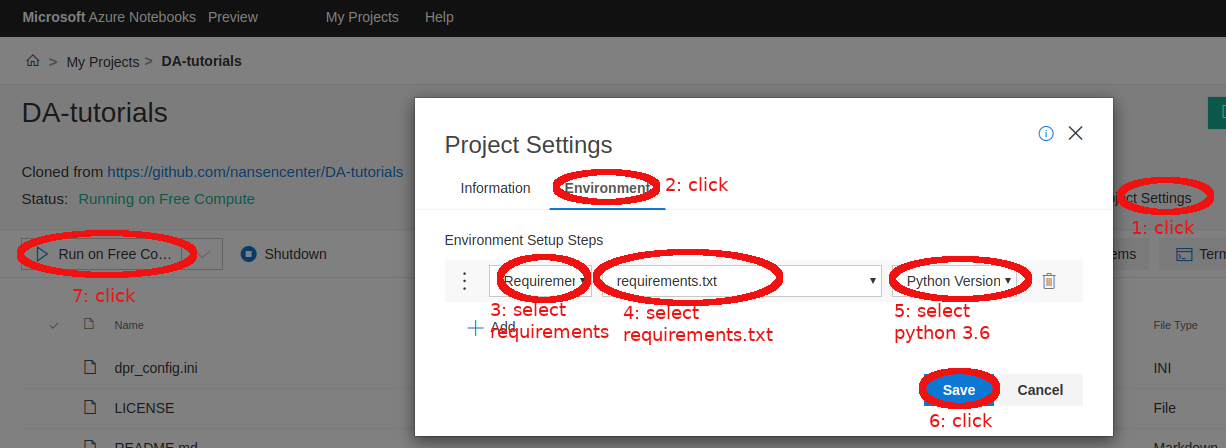 Microsoft Azure Notebooks Preview My Projects Help
> My Projects > DA-tutorials
DA-tutorials
Cloned from https://github.com/nansencenter/DA-tutorials
Status: Running on Free Compute
Run on Free Co... Shutdown
7: click
Name
dpr_config.ini
LICENSE
README.md
Project Settings
Information Environment 2: click
Environment Setup Steps
Requiremen requirements.txt Python Version
3: select
requirements
4: select
requirements.txt
5: select
python 3.6
Add
Save Cancel
6: click
ject Settings
1: click
ems Term
File Type
INI
File
Markdown